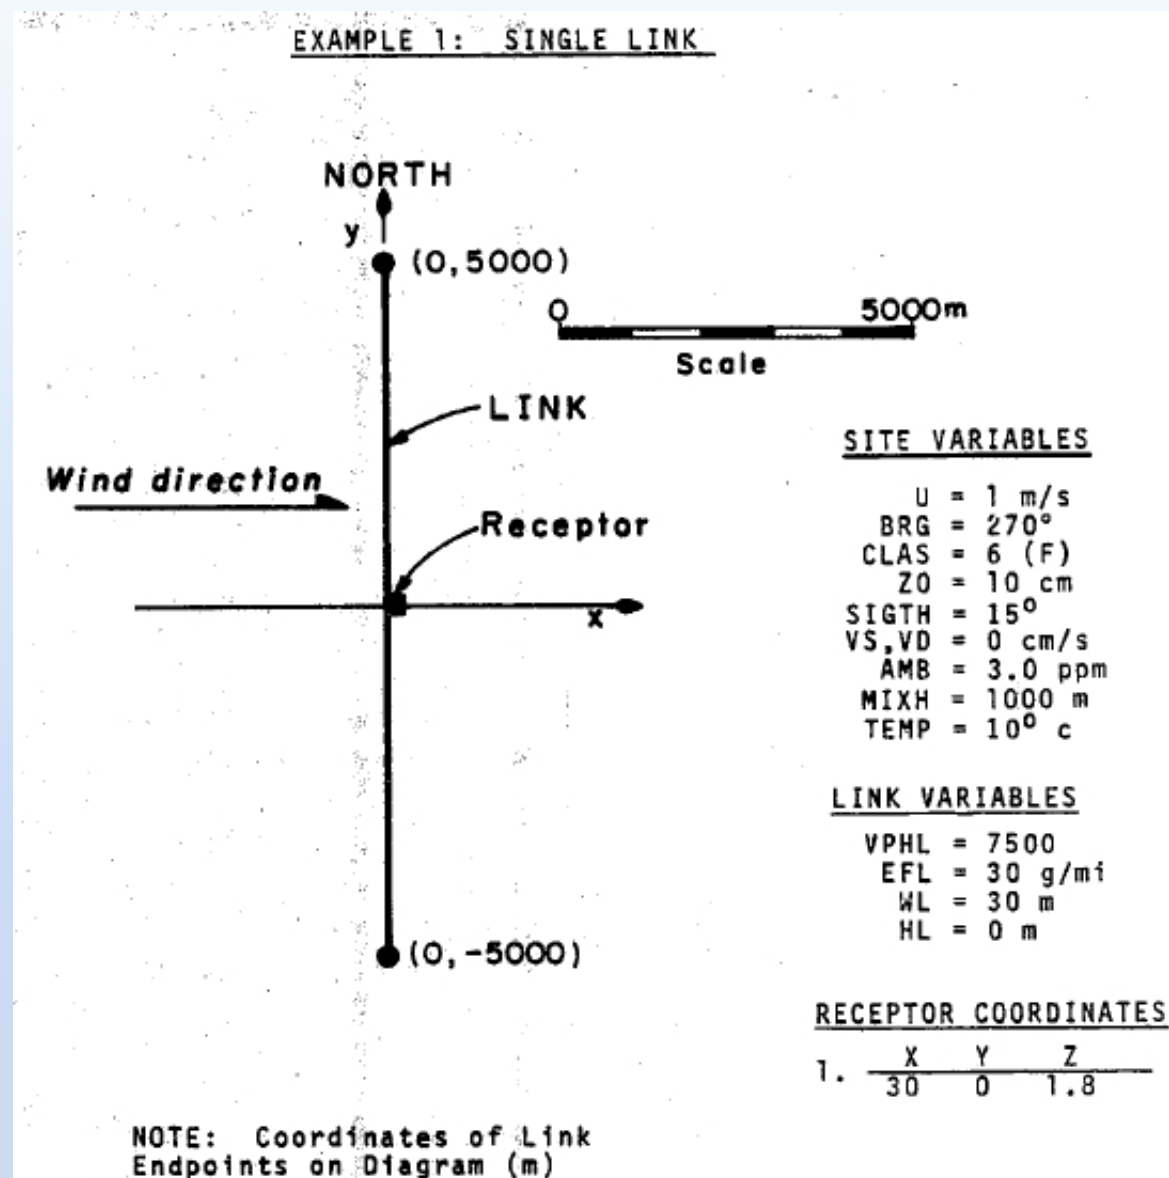 EXAMPLE 1: SINGLE LINK
NORTH
y
(0,5000)
0 5000m
Scale
LINK
Wind direction
Receptor
x
(0,-5000)
SITE VARIABLES
U = 1 m/s
BRG = 270°
CLAS = 6 (F)
ZO = 10 cm
SIGTH = 15°
VS,VD = 0 cm/s
AMB = 3.0 ppm
MIXH = 1000 m
TEMP = 10° c
LINK VARIABLES
VPHL = 7500
EFL = 30 g/mi
WL = 30 m
HL = 0 m
RECEPTOR COORDINATES
X Y Z
1. 30 0 1.8
NOTE: Coordinates of Link
Endpoints on Diagram (m)